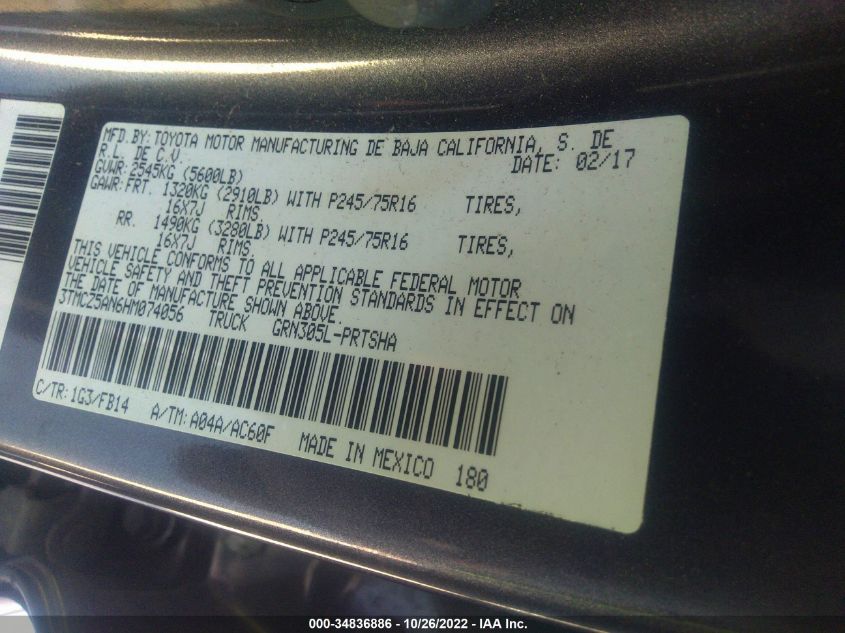 MFD.BY: TOYOTA MOTOR MANUFACTURING DE BAJA CALIFORNIA, S. DE
R.L. DE C.V. DATE: 02/17
GVWR: 2545KG (5600LB)
GAWR: FRT. 1320KG (2910LB) WITH P245/75R16 TIRES,
16X7J RIMS
RR. 1490KG (3280LB) WITH P245/75R16 TIRES,
16X7J RIMS
THIS VEHICLE CONFORMS TO ALL APPLICABLE FEDERAL MOTOR
VEHICLE SAFETY AND THEFT PREVENTION STANDARDS IN EFFECT ON
THE DATE OF MANUFACTURE SHOWN ABOVE.
3TMCZ5AN6HM074056 TRUCK GRN305L-PRTSHA
C/TR: 1G3/FB14 A/TM: A04A/AC60F MADE IN MEXICO 180
000-34836886 - 10/26/2022 - IAA Inc.